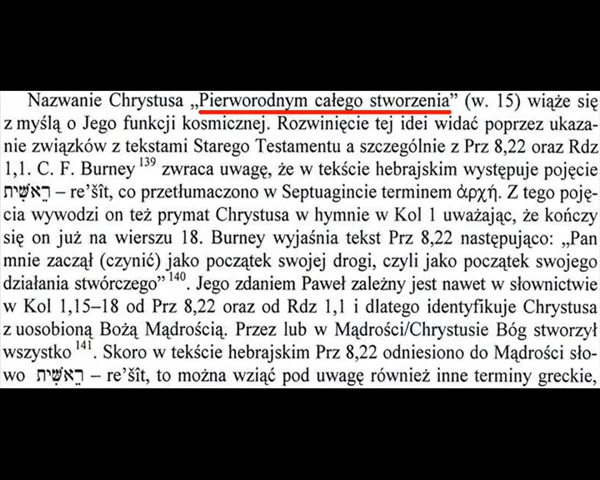 Nazwanie Chrystusa „Pierworodnym całego stworzenia” (w. 15) wiąże się
z myślą o Jego funkcji kosmicznej. Rozwinięcie tej idei widać poprzez ukaza-
nie związków z tekstami Starego Testamentu a szczególnie z Prz 8,22 oraz Rdz
1,1. C. F. Burney 139 zwraca uwagę, że w tekście hebrajskim występuje pojęcie
רֵאשִׁית – re’šît, co przetłumaczono w Septuagincie terminem ἀρχή. Z tego poję-
cia wywodzi on też prymat Chrystusa w hymnie w Kol 1 uważając, że kończy
się on już na wierszu 18. Burney wyjaśnia tekst Prz 8,22 następująco: „Pan
mnie zaczął (czynić) jako początek swojej drogi, czyli jako początek swojego
działania stwórczego” 140. Jego zdaniem Paweł zależny jest nawet w słownictwie
w Kol 1,15–18 od Prz 8,22 oraz od Rdz 1,1 i dlatego identyfikuje Chrystusa
z uosobioną Bożą Mądrością. Przez lub w Mądrości/Chrystusie Bóg stworzył
wszystko 141. Skoro w tekście hebrajskim Prz 8,22 odniesiono do Mądrości sło-
wo רֵאשִׁית – re’šît, to można wziąć pod uwagę również inne terminy greckie,